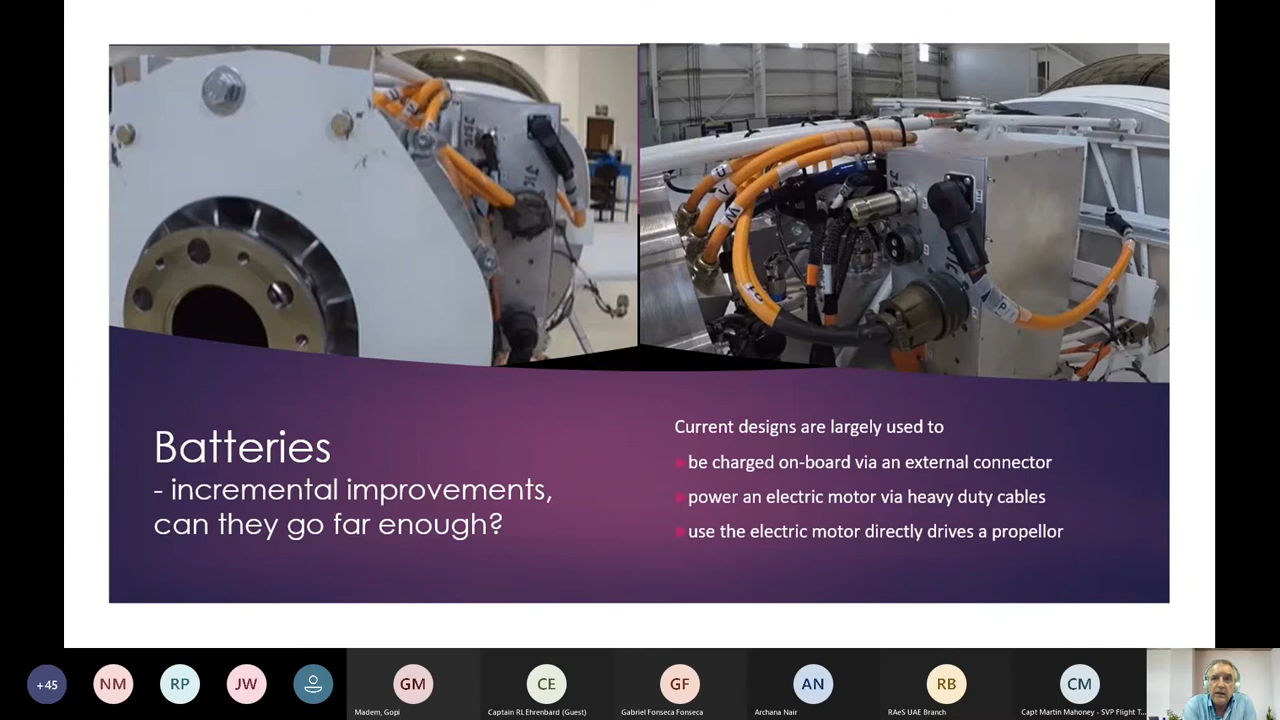 Batteries
- incremental improvements,
can they go far enough?
Current designs are largely used to
be charged on-board via an external connector
power an electric motor via heavy duty cables
use the electric motor directly drives a propellor
+45
NM
RP
JW
GM
CE
GF
AN
RB
CM
Madem, Gopi
Captain RL Ehrenbard (Guest)
Gabriel Fonseca Fonseca
Archana Nair
RAeS UAE Branch
Capt Martin Mahoney - SVP Flight T...